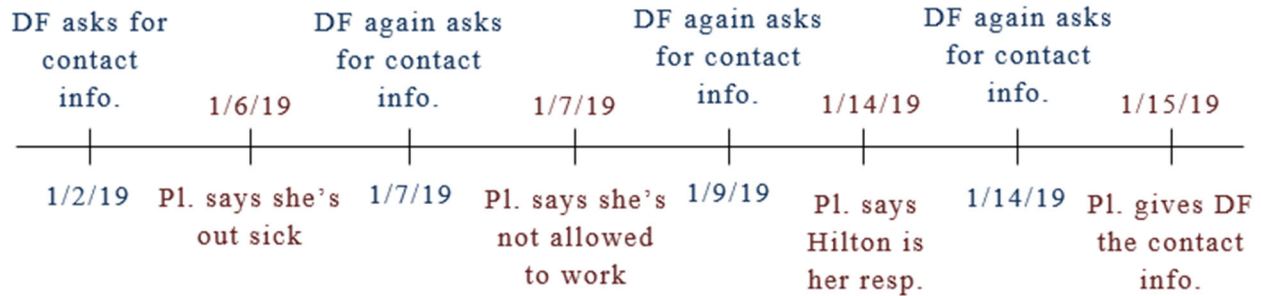 DF asks for
contact
info.
1/2/19
1/6/19
Pl. says she's
out sick
DF again asks
for contact
info.
1/7/19
1/7/19
Pl. says she's
not allowed
to work
DF again asks
for contact
info.
1/9/19
1/14/19
Pl. says
Hilton is
her resp.
DF again asks
for contact
info.
1/14/19
1/15/19
Pl. gives DF
the contact
info.